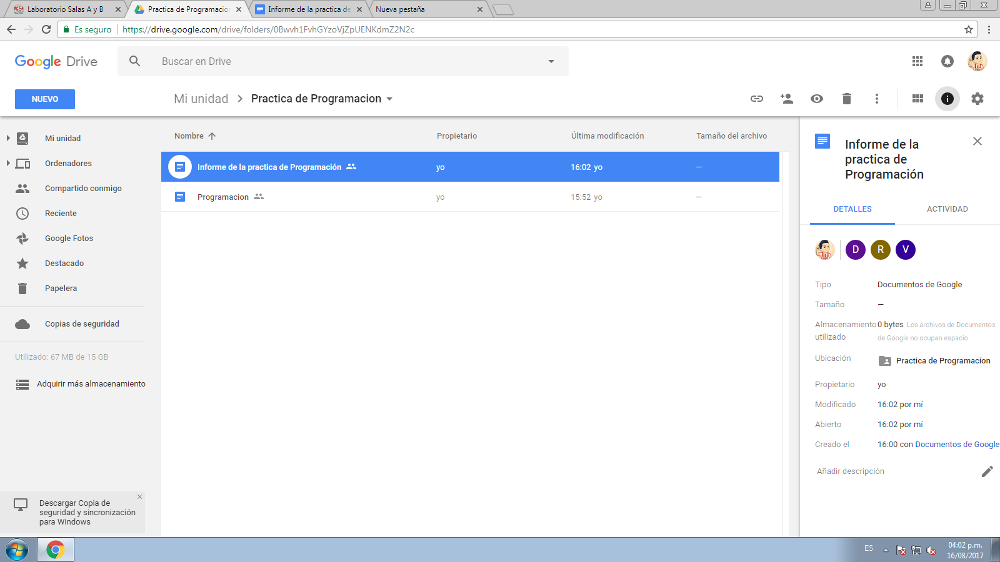 Laboratorio Salas A y B
Practica de Programacion
Informe de la practica de
Nueva pestaña
Es seguro
https://drive.google.com/drive/folders/0Bwvh1FvhGYzoVjZpUENKdmZ2N2c
Google Drive
Buscar en Drive
NUEVO
Mi unidad > Practica de Programacion
Mi unidad
Ordenadores
Compartido conmigo
Reciente
Google Fotos
Destacado
Papelera
Copias de seguridad
Utilizado: 67 MB de 15 GB
Adquirir más almacenamiento
Descargar Copia de
seguridad y sincronización
para Windows
Nombre Propietario Última modificación Tamaño del archivo
Informe de la practica de Programación yo 16:02 yo —
Programacion yo 15:52 yo —
Informe de la
practica de
Programación
DETALLES ACTIVIDAD
D R V
Tipo Documentos de Google
Tamaño —
Almacenamiento 0 bytes Los archivos de Documentos
utilizado de Google no ocupan espacio
Ubicación Practica de Programacion
Propietario yo
Modificado 16:02 por mí
Abierto 16:02 por mí
Creado el 16:00 con Documentos de Google
Añadir descripción
ES
04:02 p.m.
16/08/2017